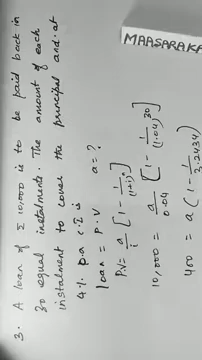 MAASARAKA
3. A loan of Σ 10,000 is to be paid back in
30 equal instalments. The amount of each
instalment to cover the principal and at
4% p.a C.I is
loan = P.V a = ?
P.V = a/i [1 - 1/(1+i)^n]
10,000 = a/0.04 [1 - 1/(1.04)^30]
400 = a (1 - 1/3.2434)